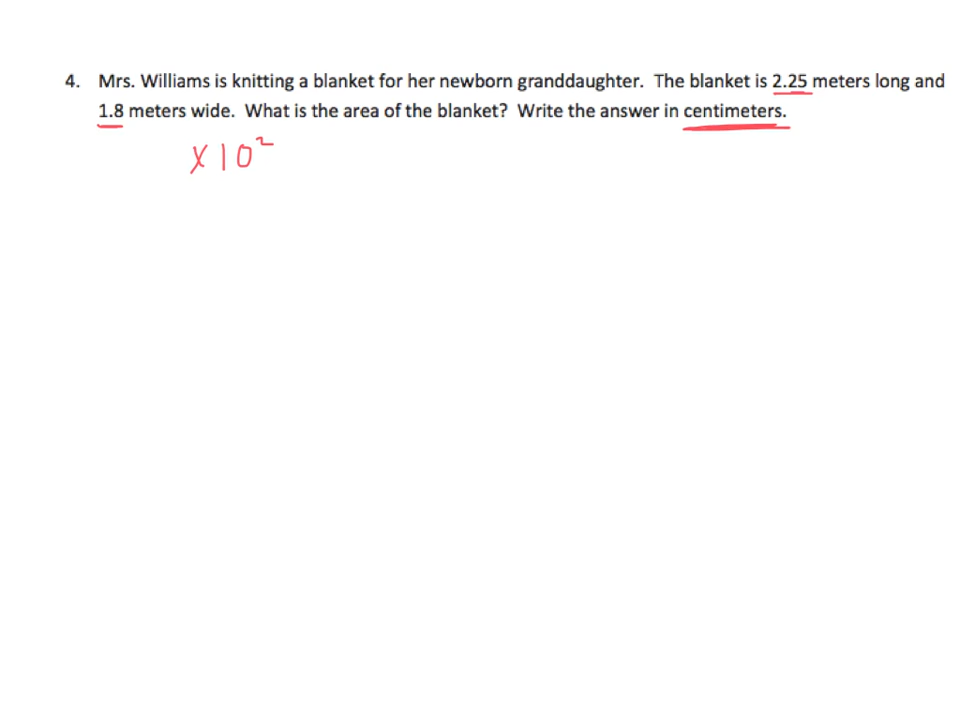 4. Mrs. Williams is knitting a blanket for her newborn granddaughter. The blanket is 2.25 meters long and
1.8 meters wide. What is the area of the blanket? Write the answer in centimeters.
X 10²